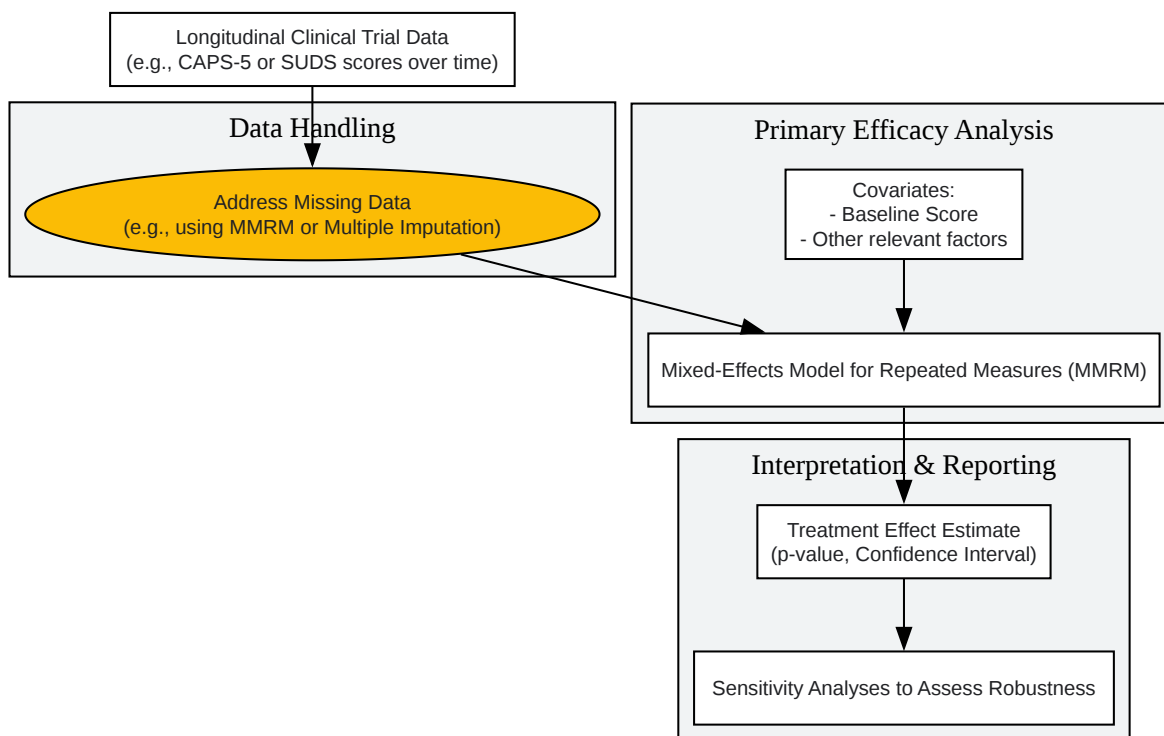 Longitudinal Clinical Trial Data
(e.g., CAPS-5 or SUDS scores over time)
Data Handling
Address Missing Data
(e.g., using MMRM or Multiple Imputation)
Primary Efficacy Analysis
Covariates:
- Baseline Score
- Other relevant factors
Mixed-Effects Model for Repeated Measures (MMRM)
Interpretation & Reporting
Treatment Effect Estimate
(p-value, Confidence Interval)
Sensitivity Analyses to Assess Robustness